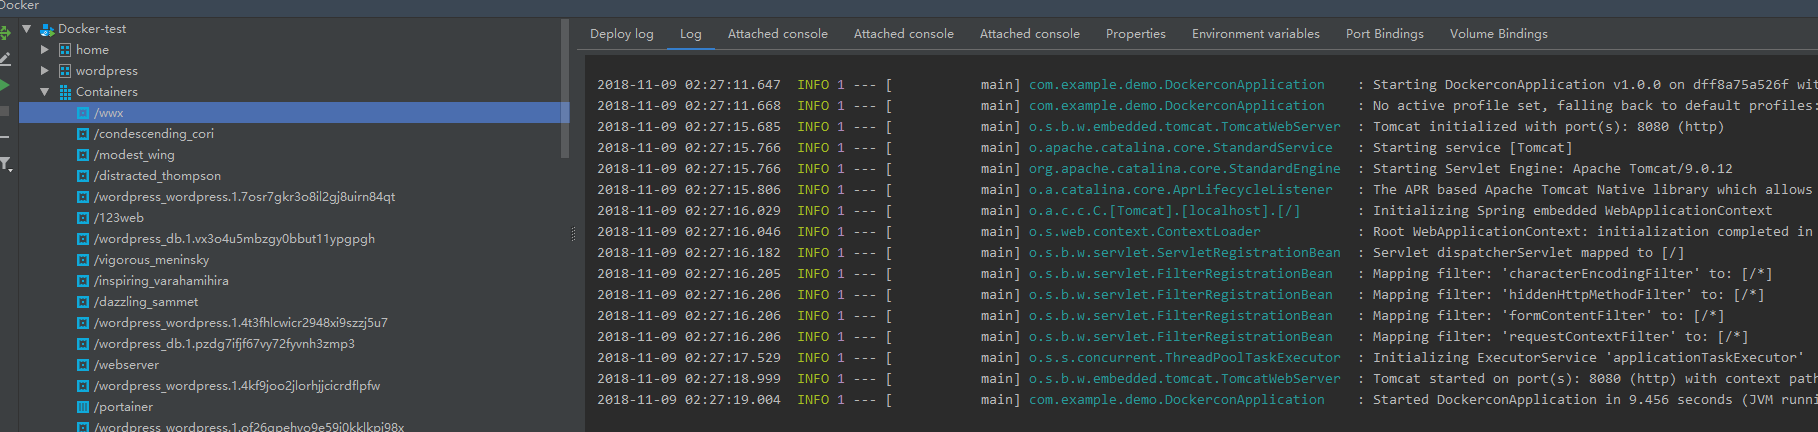 Docker
Docker-test
home
wordpress
Containers
/wwx
/condescending_cori
/modest_wing
/distracted_thompson
/wordpress_wordpress.1.7osr7gkr3o8il2gj8uirn84qt
/123web
/wordpress_db.1.vx3o4u5mbzgy0bbut11ypgpgh
/vigorous_meninsky
/inspiring_varahamihira
/dazzling_sammet
/wordpress_wordpress.1.4t3fhlcwicr2948xi9szzj5u7
/wordpress_db.1.pzdg7ifjf67vy72fyvnh3zmp3
/webserver
/wordpress_wordpress.1.4kf9joo2jlorhjjcicrdflpfw
/portainer
/wordpress_wordpress.1.of26qpehyo9e59i0kklkpj98x
Deploy log Log Attached console Attached console Attached console Properties Environment variables Port Bindings Volume Bindings
2018-11-09 02:27:11.647 INFO 1 --- [ main] com.example.demo.DockerconApplication : Starting DockerconApplication v1.0.0 on dff8a75a526f wit
2018-11-09 02:27:11.668 INFO 1 --- [ main] com.example.demo.DockerconApplication : No active profile set, falling back to default profiles:
2018-11-09 02:27:15.685 INFO 1 --- [ main] o.s.b.w.embedded.tomcat.TomcatWebServer : Tomcat initialized with port(s): 8080 (http)
2018-11-09 02:27:15.766 INFO 1 --- [ main] o.apache.catalina.core.StandardService : Starting service [Tomcat]
2018-11-09 02:27:15.766 INFO 1 --- [ main] org.apache.catalina.core.StandardEngine : Starting Servlet Engine: Apache Tomcat/9.0.12
2018-11-09 02:27:15.806 INFO 1 --- [ main] o.a.catalina.core.AprLifecycleListener : The APR based Apache Tomcat Native library which allows
2018-11-09 02:27:16.029 INFO 1 --- [ main] o.a.c.c.C.[Tomcat].[localhost].[/] : Initializing Spring embedded WebApplicationContext
2018-11-09 02:27:16.046 INFO 1 --- [ main] o.s.web.context.ContextLoader : Root WebApplicationContext: initialization completed in
2018-11-09 02:27:16.182 INFO 1 --- [ main] o.s.b.w.servlet.ServletRegistrationBean : Servlet dispatcherServlet mapped to [/]
2018-11-09 02:27:16.205 INFO 1 --- [ main] o.s.b.w.servlet.FilterRegistrationBean : Mapping filter: 'characterEncodingFilter' to: [/*]
2018-11-09 02:27:16.206 INFO 1 --- [ main] o.s.b.w.servlet.FilterRegistrationBean : Mapping filter: 'hiddenHttpMethodFilter' to: [/*]
2018-11-09 02:27:16.206 INFO 1 --- [ main] o.s.b.w.servlet.FilterRegistrationBean : Mapping filter: 'formContentFilter' to: [/*]
2018-11-09 02:27:16.206 INFO 1 --- [ main] o.s.b.w.servlet.FilterRegistrationBean : Mapping filter: 'requestContextFilter' to: [/*]
2018-11-09 02:27:17.529 INFO 1 --- [ main] o.s.s.concurrent.ThreadPoolTaskExecutor : Initializing ExecutorService 'applicationTaskExecutor'
2018-11-09 02:27:18.999 INFO 1 --- [ main] o.s.b.w.embedded.tomcat.TomcatWebServer : Tomcat started on port(s): 8080 (http) with context path
2018-11-09 02:27:19.004 INFO 1 --- [ main] com.example.demo.DockerconApplication : Started DockerconApplication in 9.456 seconds (JVM runni